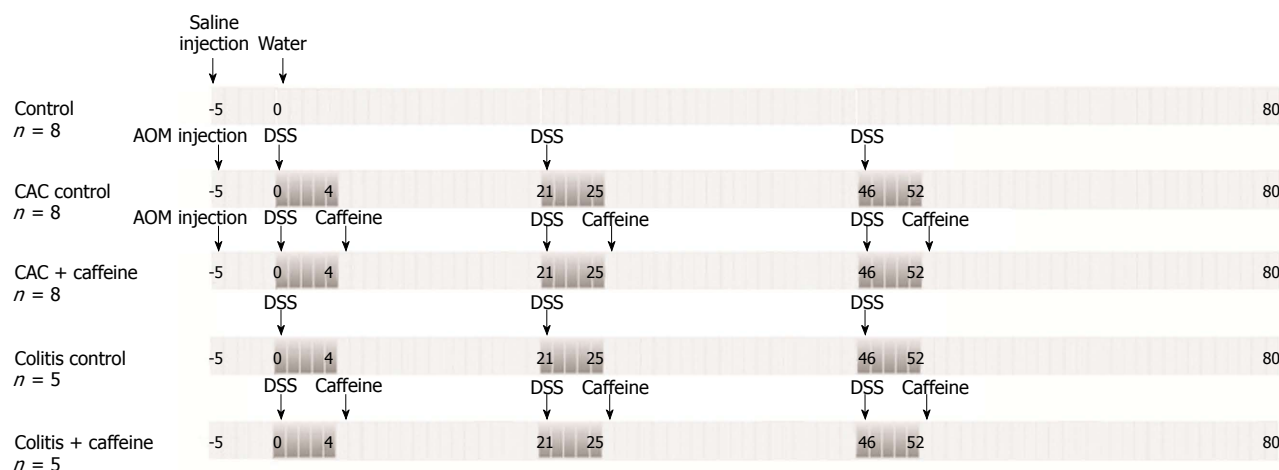 Saline
injection Water
Control
n = 8
-5 0 80
AOM injection DSS DSS DSS
CAC control
n = 8
-5 0 4 21 25 46 52 80
AOM injection DSS Caffeine DSS Caffeine DSS Caffeine
CAC + caffeine
n = 8
-5 0 4 21 25 46 52 80
DSS DSS DSS
Colitis control
n = 5
-5 0 4 21 25 46 52 80
DSS Caffeine DSS Caffeine DSS Caffeine
Colitis + caffeine
n = 5
-5 0 4 21 25 46 52 80